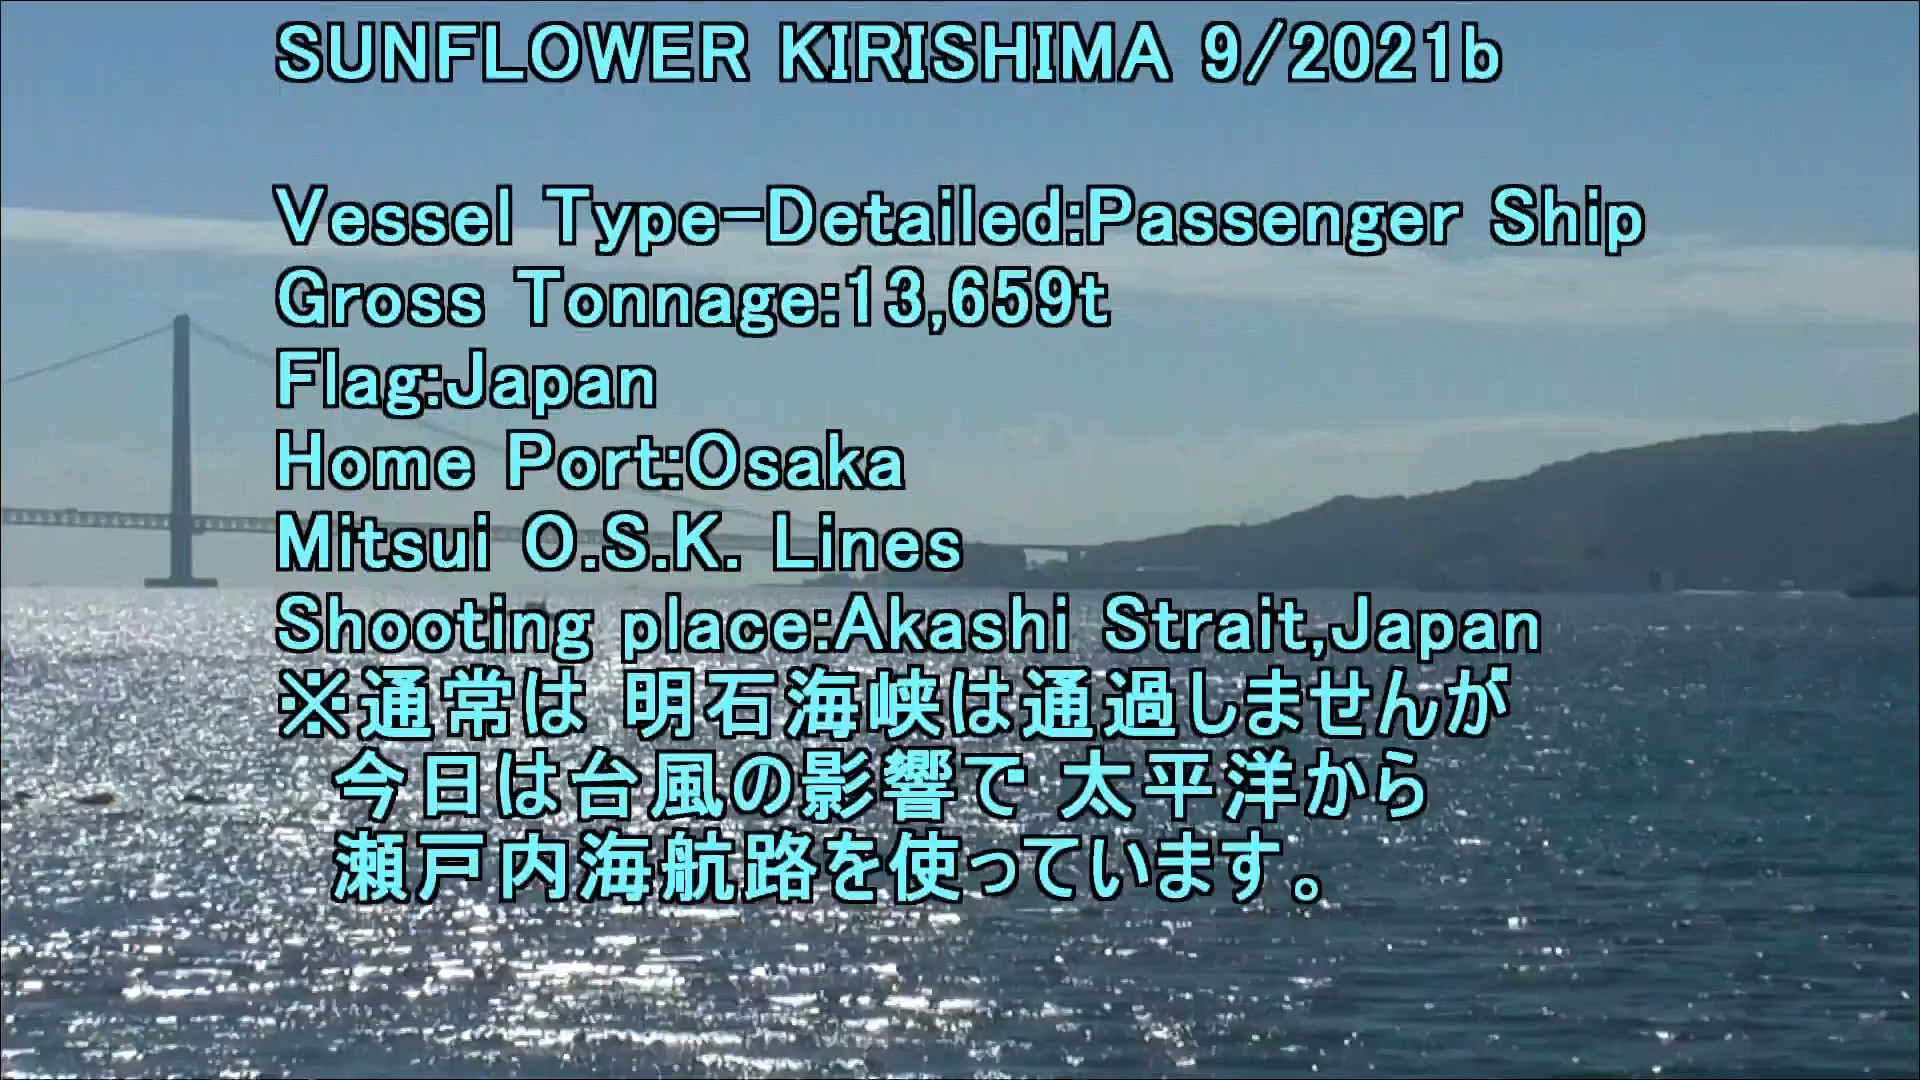 SUNFLOWER KIRISHIMA 9/2021b
Vessel Type-Detailed:Passenger Ship
Gross Tonnage:13,659t
Flag:Japan
Home Port:Osaka
Mitsui O.S.K. Lines
Shooting place:Akashi Strait,Japan
※通常は 明石海峡は通過しませんが
今日は台風の影響で 太平洋から
瀬戸内海航路を使っています。